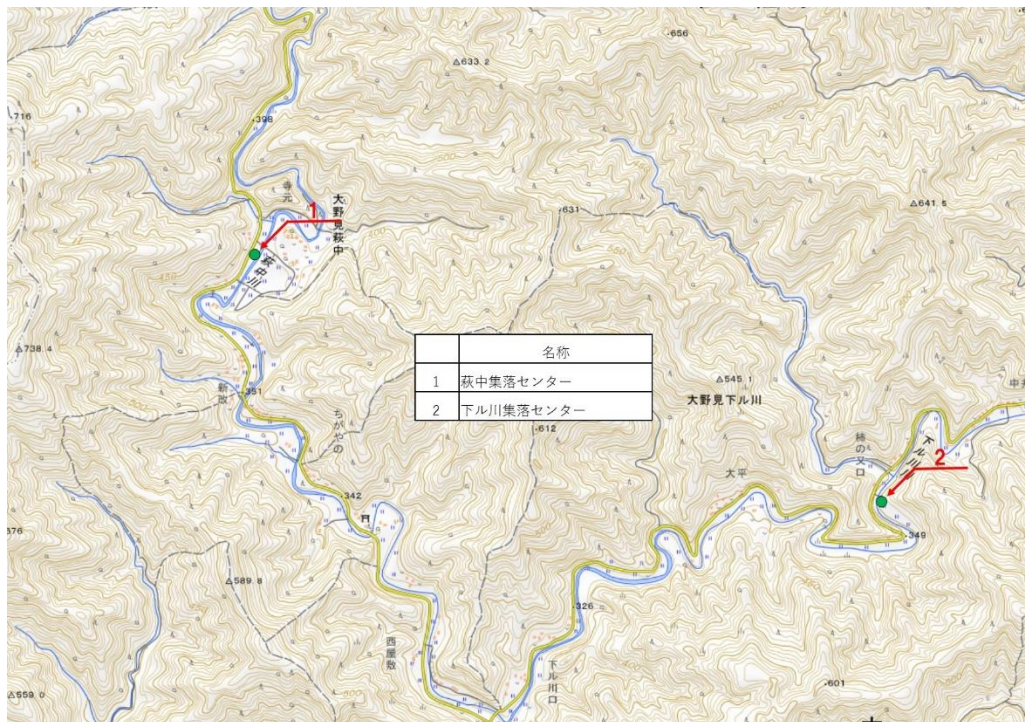 ・656
△633.2
716
・398
寺元
大野見萩中
1
・631
△641.5
萩中川
450
△738.4
新改
・351
ちがやの
名称
1 萩中集落センター
2 下ル川集落センター
△545.1
大野見下ル川
・612
柿の又口
下ル川
2
大平
・342
・349
△589.8
・326
西屋敷
下ル川口
△559.0
・601